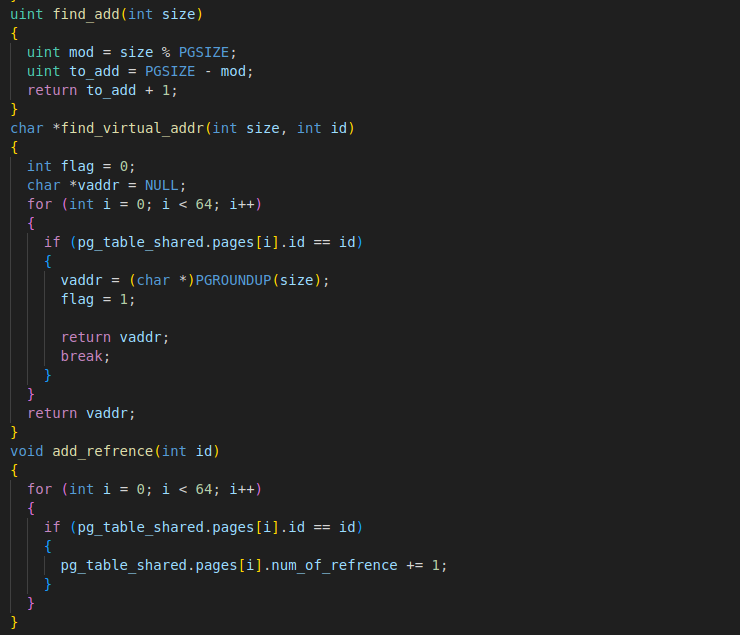 uint find_add(int size)
{
  uint mod = size % PGSIZE;
  uint to_add = PGSIZE - mod;
  return to_add + 1;
}
char *find_virtual_addr(int size, int id)
{
  int flag = 0;
  char *vaddr = NULL;
  for (int i = 0; i < 64; i++)
  {
    if (pg_table_shared.pages[i].id == id)
    {
      vaddr = (char *)PGROUNDUP(size);
      flag = 1;

      return vaddr;
      break;
    }
  }
  return vaddr;
}
void add_refrence(int id)
{
  for (int i = 0; i < 64; i++)
  {
    if (pg_table_shared.pages[i].id == id)
    {
      pg_table_shared.pages[i].num_of_refrence += 1;
    }
  }
}